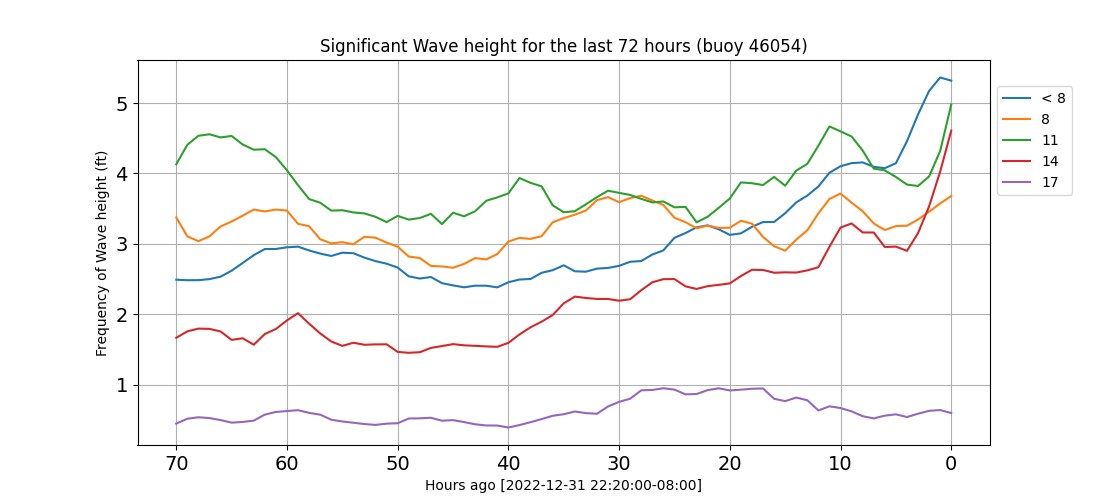 Significant Wave height for the last 72 hours (buoy 46054)
Frequency of Wave height (ft)
5
4
3
2
1
70 60 50 40 30 20 10 0
Hours ago [2022-12-31 22:20:00-08:00]
< 8
8
11
14
17